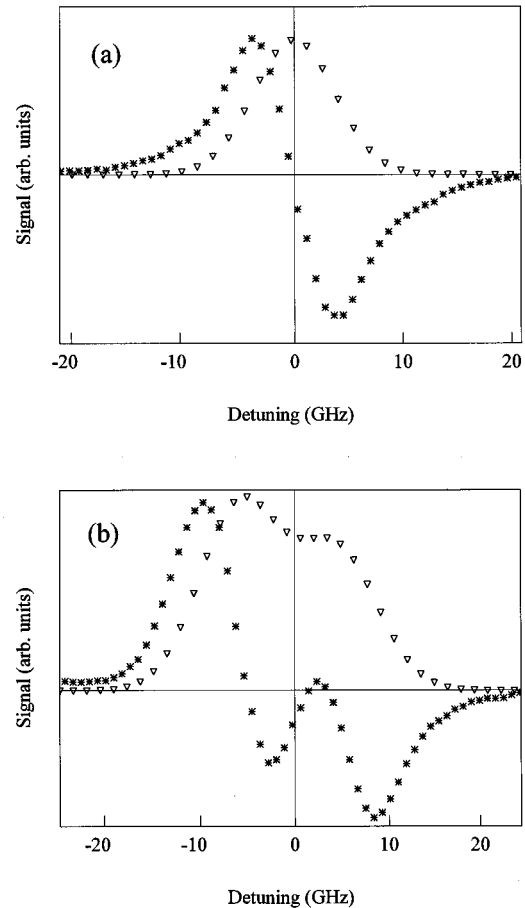 (a)
Signal (arb. units)
-20 -10 0 10 20
Detuning (GHz)
(b)
Signal (arb. units)
-20 -10 0 10 20
Detuning (GHz)